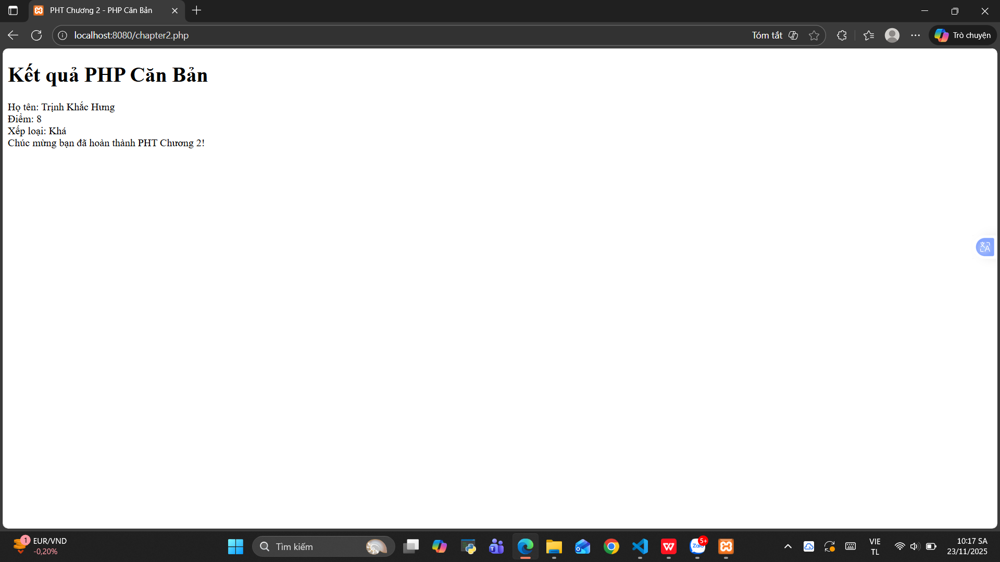 PHT Chương 2 - PHP Căn Bản
localhost:8080/chapter2.php
Tóm tắt
Trò chuyện
Kết quả PHP Căn Bản
Họ tên: Trịnh Khắc Hưng
Điểm: 8
Xếp loại: Khá
Chúc mừng bạn đã hoàn thành PHT Chương 2!
1
EUR/VND
-0,20%
Tìm kiếm
Zalo
5+
VIE
TL
10:17 SA
23/11/2025